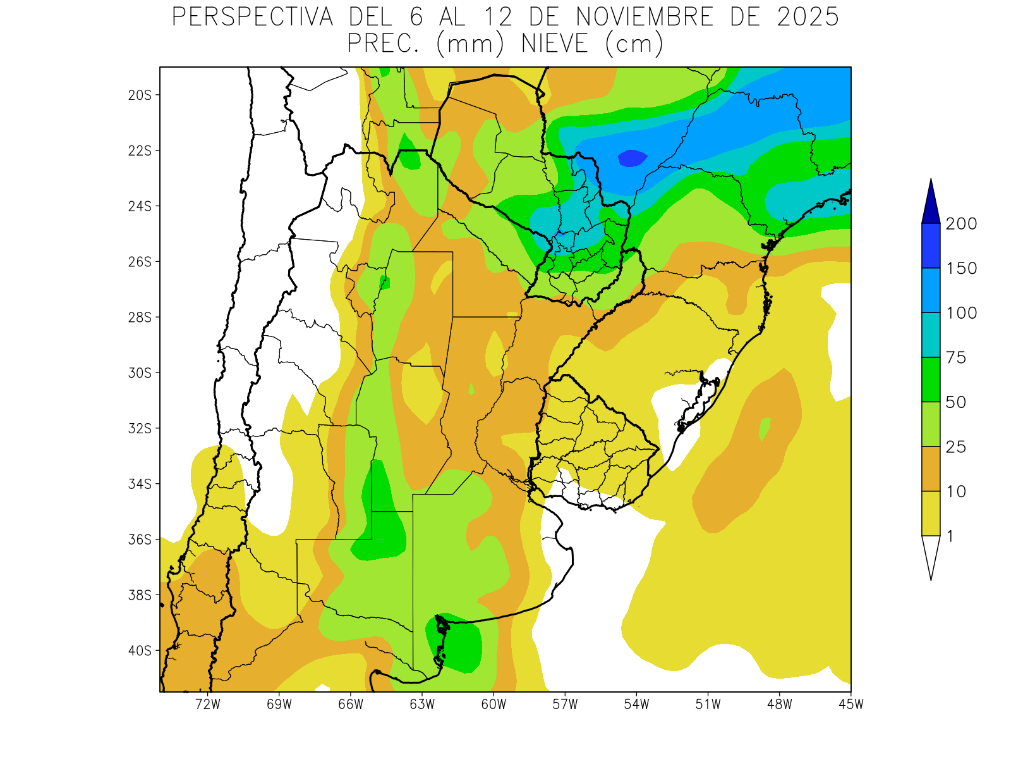 PERSPECTIVA DEL 6 AL 12 DE NOVIEMBRE DE 2025
PREC. (mm) NIEVE (cm)
20S
22S
24S
26S
28S
30S
32S
34S
36S
38S
40S
72W 69W 66W 63W 60W 57W 54W 51W 48W 45W
200
150
100
75
50
25
10
1